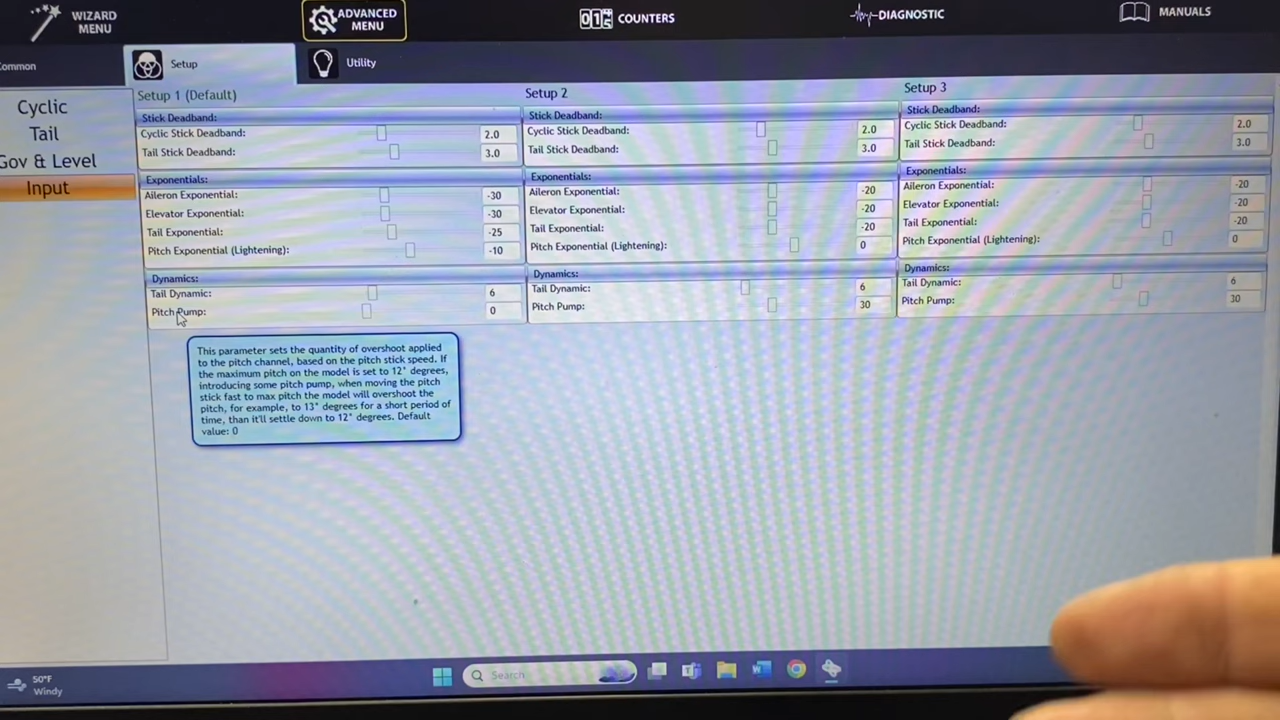 WIZARD
MENU
ADVANCED
MENU
COUNTERS
DIAGNOSTIC
MANUALS
Common
Setup
Utility
Cyclic
Tail
Gov & Level
Input
Setup 1 (Default)
Stick Deadband:
Cyclic Stick Deadband: 2.0
Tail Stick Deadband: 3.0
Exponentials:
Aileron Exponential: -30
Elevator Exponential: -30
Tail Exponential: -25
Pitch Exponential (Lightening): -10
Dynamics:
Tail Dynamic: 6
Pitch Pump: 0
Setup 2
Stick Deadband:
Cyclic Stick Deadband: 2.0
Tail Stick Deadband: 3.0
Exponentials:
Aileron Exponential: -20
Elevator Exponential: -20
Tail Exponential: -20
Pitch Exponential (Lightening): 0
Dynamics:
Tail Dynamic: 6
Pitch Pump: 30
Setup 3
Stick Deadband:
Cyclic Stick Deadband: 2.0
Tail Stick Deadband: 3.0
Exponentials:
Aileron Exponential: -20
Elevator Exponential: -20
Tail Exponential: -20
Pitch Exponential (Lightening): 0
Dynamics:
Tail Dynamic: 6
Pitch Pump: 30
This parameter sets the quantity of overshoot applied
to the pitch channel, based on the pitch stick speed. If
the maximum pitch on the model is set to 12° degrees,
introducing some pitch pump, when moving the pitch
stick fast to max pitch the model will overshoot the
pitch, for example, to 13° degrees for a short period of
time, than it'll settle down to 12° degrees. Default
value: 0
50°F
Windy
Search